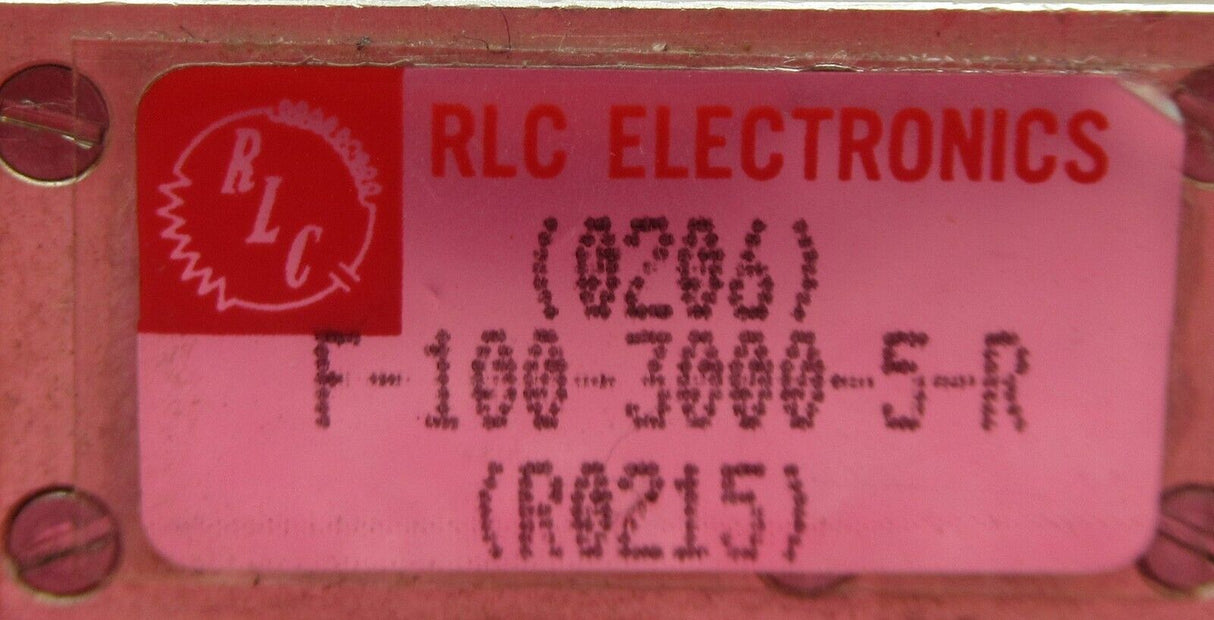 RLC
RLC ELECTRONICS
(0206)
F-100-3000-5-R
(R0215)